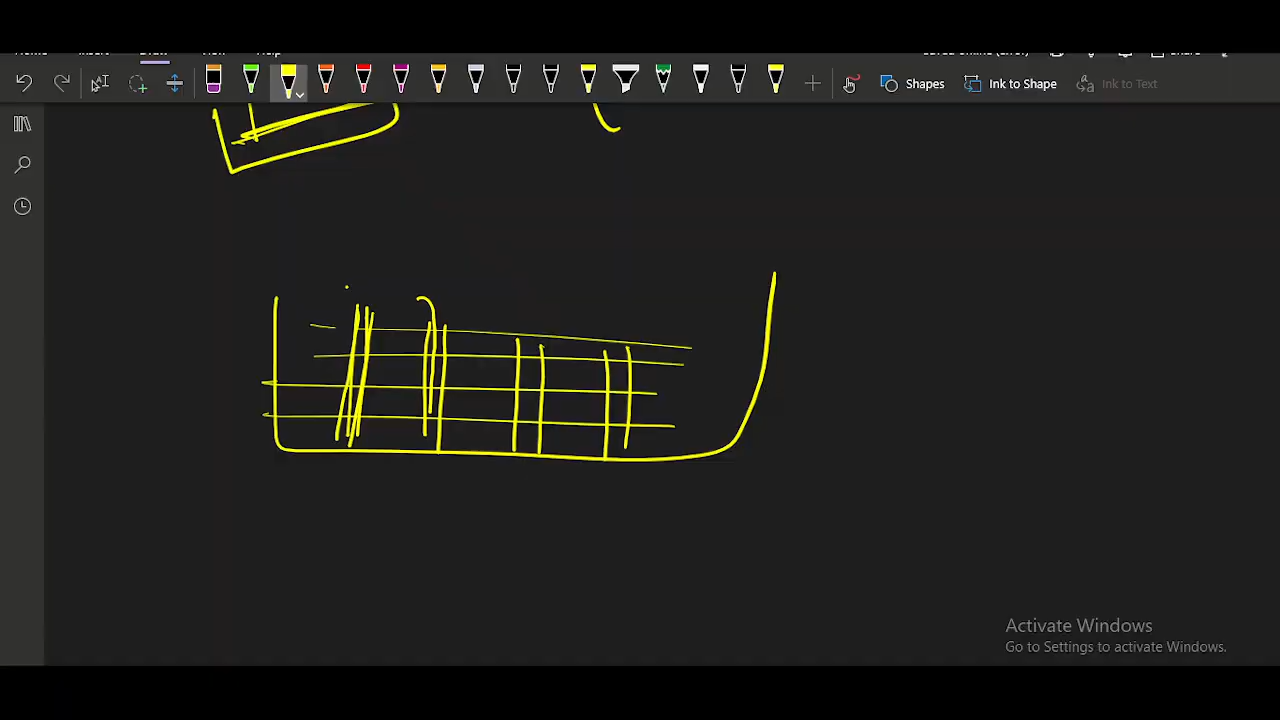 Shapes
Ink to Shape
Ink to Text
Activate Windows
Go to Settings to activate Windows.